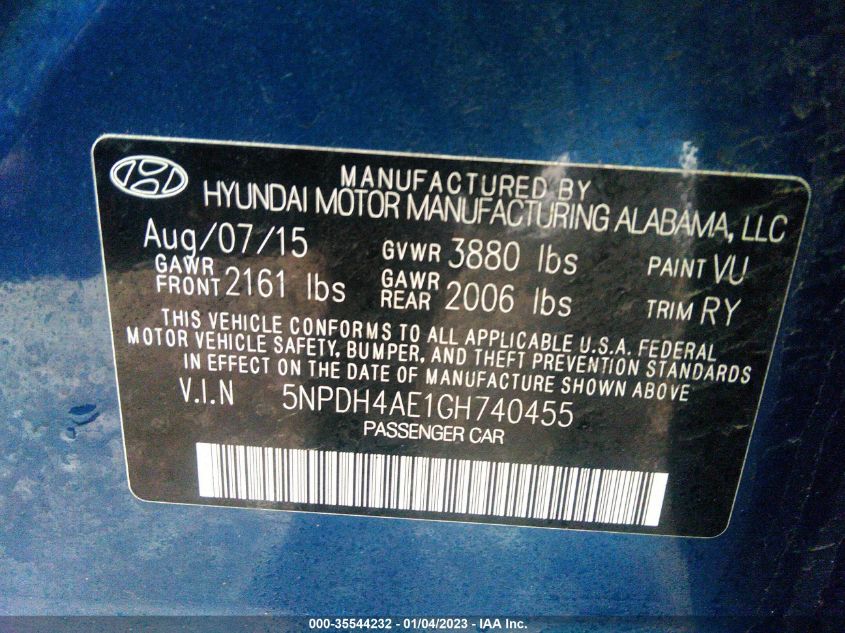 MANUFACTURED BY
HYUNDAI MOTOR MANUFACTURING ALABAMA, LLC
Aug/07/15 GVWR 3880 lbs PAINT VU
GAWR FRONT 2161 lbs GAWR REAR 2006 lbs TRIM RY
THIS VEHICLE CONFORMS TO ALL APPLICABLE U.S.A. FEDERAL
MOTOR VEHICLE SAFETY, BUMPER, AND THEFT PREVENTION STANDARDS
IN EFFECT ON THE DATE OF MANUFACTURE SHOWN ABOVE
V.I.N 5NPDH4AE1GH740455
PASSENGER CAR
000-35544232 - 01/04/2023 - IAA Inc.